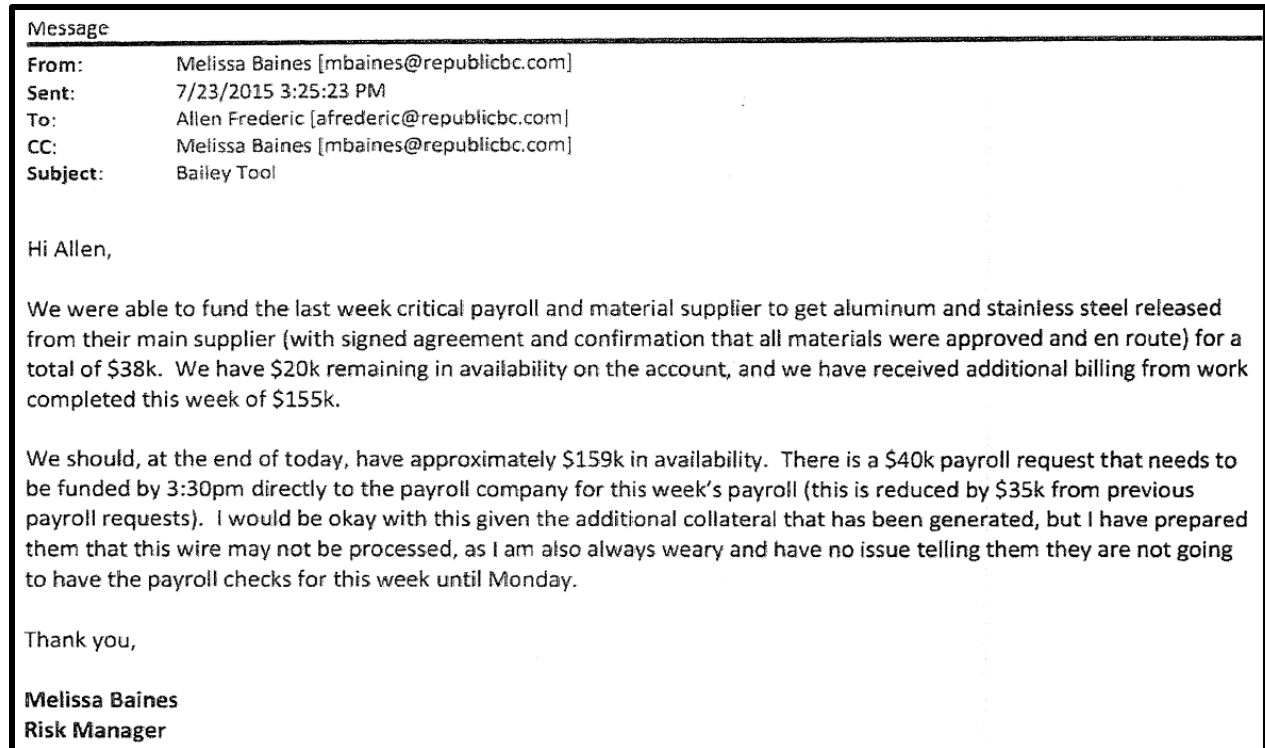 Message
From: Melissa Baines [mbaines@republicbc.com]
Sent: 7/23/2015 3:25:23 PM
To: Allen Frederic [afrederic@republicbc.com]
CC: Melissa Baines [mbaines@republicbc.com]
Subject: Bailey Tool
Hi Allen,
We were able to fund the last week critical payroll and material supplier to get aluminum and stainless steel released
from their main supplier (with signed agreement and confirmation that all materials were approved and en route) for a
total of $38k. We have $20k remaining in availability on the account, and we have received additional billing from work
completed this week of $155k.
We should, at the end of today, have approximately $159k in availability. There is a $40k payroll request that needs to
be funded by 3:30pm directly to the payroll company for this week's payroll (this is reduced by $35k from previous
payroll requests). I would be okay with this given the additional collateral that has been generated, but I have prepared
them that this wire may not be processed, as I am also always weary and have no issue telling them they are not going
to have the payroll checks for this week until Monday.
Thank you,
Melissa Baines
Risk Manager